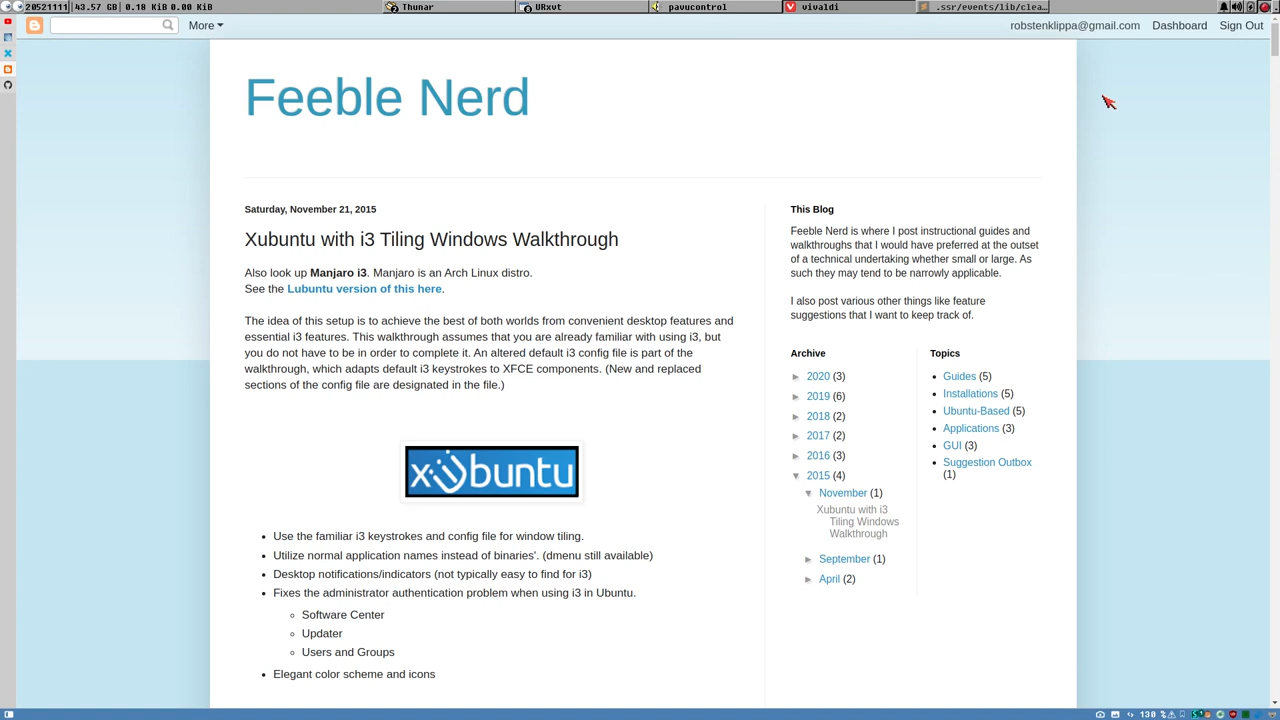 20521111 43.57 GB 0.18 KiB 0.00 KiB
Thunar
URxvt
pavucontrol
vivaldi
.ssr/events/lib/clea…
More
robstenklippa@gmail.com
Dashboard
Sign Out
Feeble Nerd
Saturday, November 21, 2015
Xubuntu with i3 Tiling Windows Walkthrough
Also look up Manjaro i3. Manjaro is an Arch Linux distro.
See the Lubuntu version of this here.
The idea of this setup is to achieve the best of both worlds from convenient desktop features and
essential i3 features. This walkthrough assumes that you are already familiar with using i3, but
you do not have to be in order to complete it. An altered default i3 config file is part of the
walkthrough, which adapts default i3 keystrokes to XFCE components. (New and replaced
sections of the config file are designated in the file.)
xubuntu
Use the familiar i3 keystrokes and config file for window tiling.
Utilize normal application names instead of binaries'. (dmenu still available)
Desktop notifications/indicators (not typically easy to find for i3)
Fixes the administrator authentication problem when using i3 in Ubuntu.
Software Center
Updater
Users and Groups
Elegant color scheme and icons
This Blog
Feeble Nerd is where I post instructional guides and
walkthroughs that I would have preferred at the outset
of a technical undertaking whether small or large. As
such they may tend to be narrowly applicable.
I also post various other things like feature
suggestions that I want to keep track of.
Archive
► 2020 (3)
► 2019 (6)
► 2018 (2)
► 2017 (2)
► 2016 (3)
▼ 2015 (4)
▼ November (1)
Xubuntu with i3
Tiling Windows
Walkthrough
► September (1)
► April (2)
Topics
Guides (5)
Installations (5)
Ubuntu-Based (5)
Applications (3)
GUI (3)
Suggestion Outbox
(1)
130 %